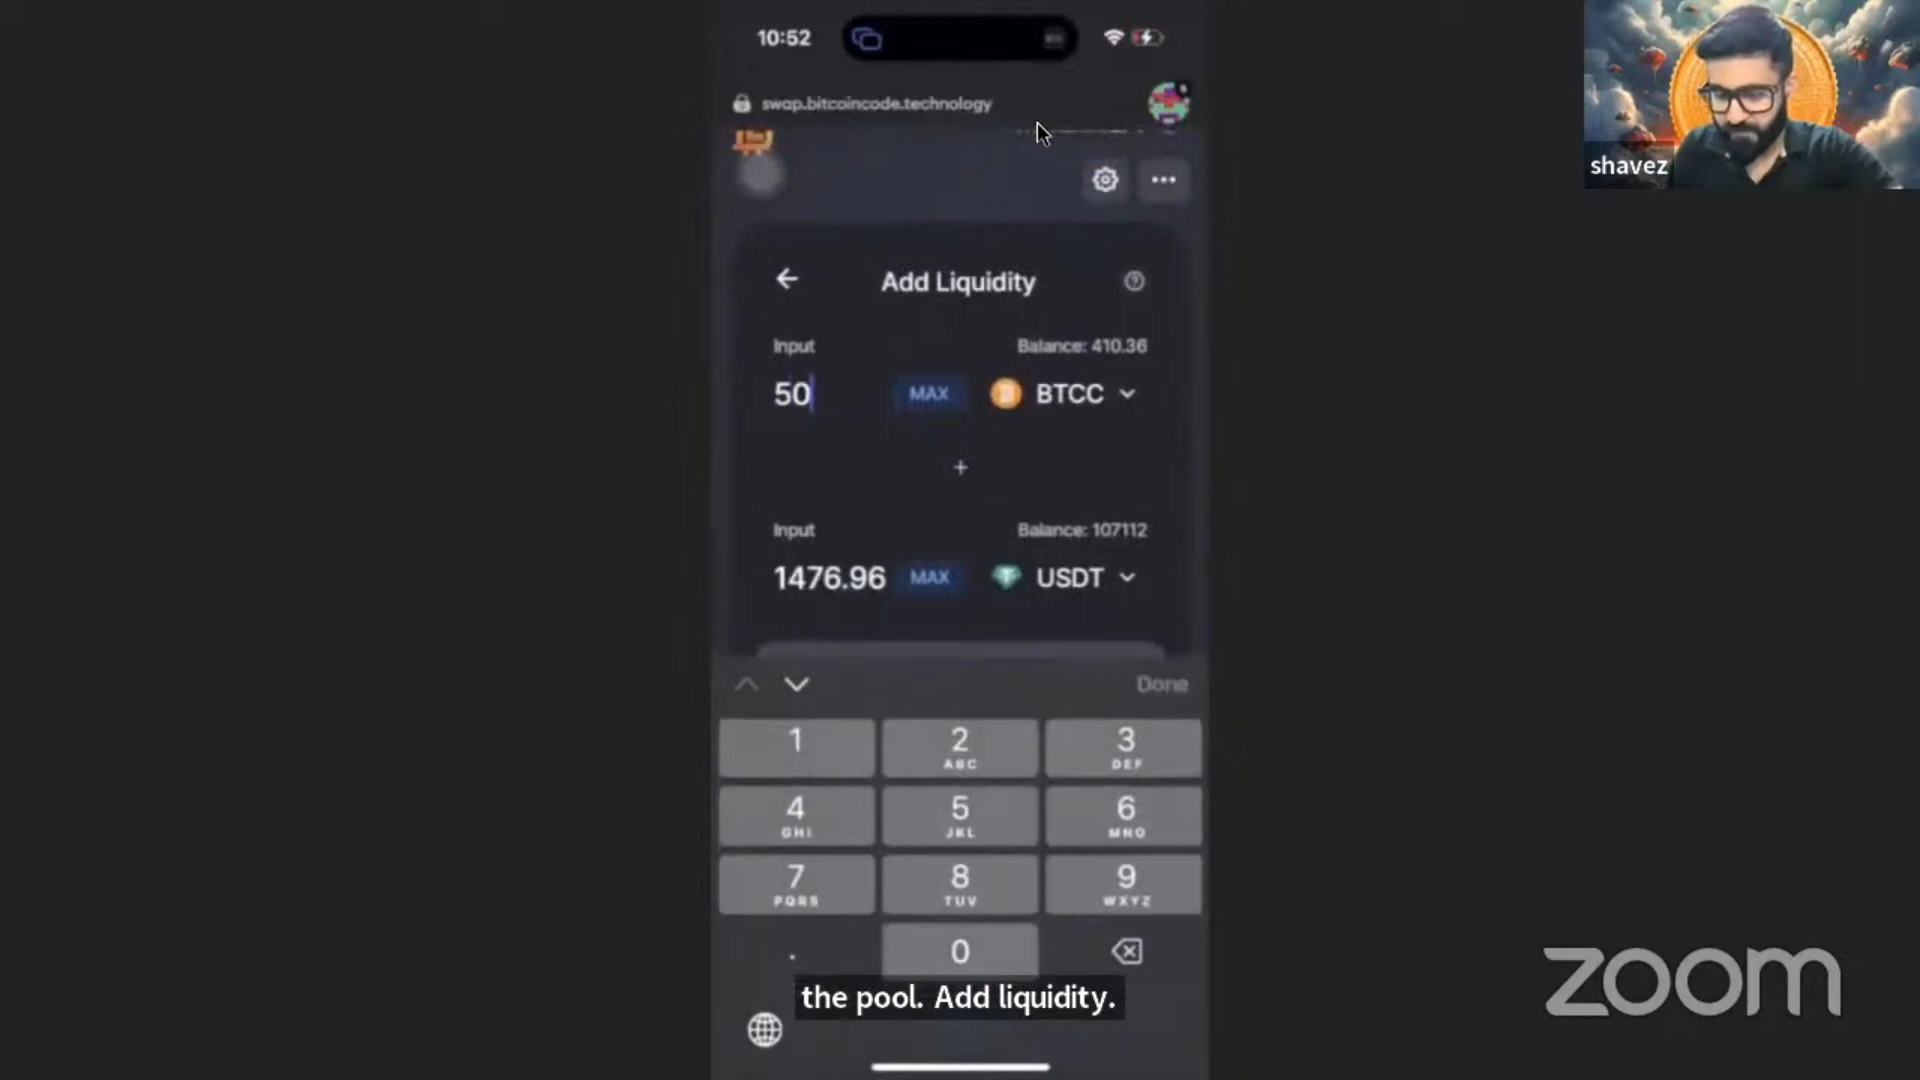 10:52
swap.bitcoincode.technology
shavez
Add Liquidity
Input
Balance: 410.36
50
MAX
BTCC
+
Input
Balance: 107112
1476.96
MAX
USDT
Done
1
2
ABC
3
DEF
4
GHI
5
JKL
6
MNO
7
PQRS
8
TUV
9
WXYZ
.
0
the pool. Add liquidity.
zoom